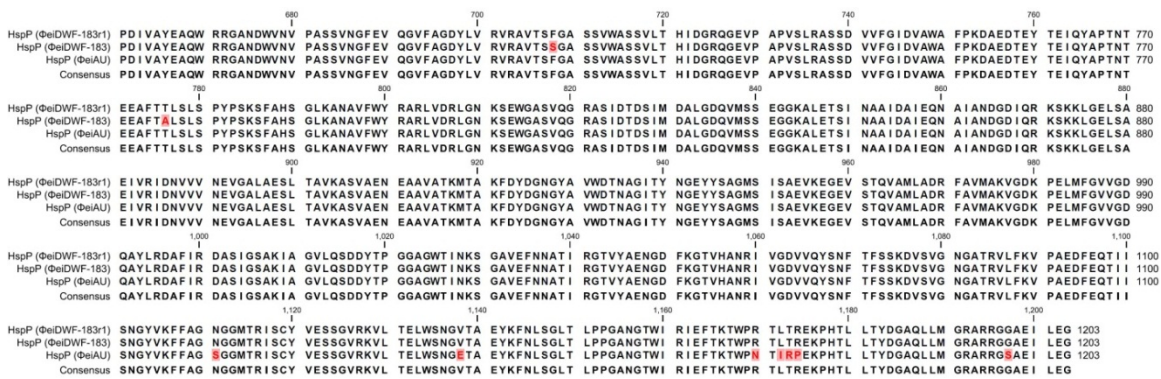 680 700 720 740 760
HspP (ΦeiDWF-183r1) PDIVAYEAQW RRGANDWVNV PASSVNGFEV QGVFAGDYLV RVRAVTSFGA SSVWASSVLT HIDGRQGEVP APVSLRASSD VVFGIDVAWA FPKDAEDTEY TEIQYAPTNT 770
HspP (ΦeiDWF-183) PDIVAYEAQW RRGANDWVNV PASSVNGFEV QGVFAGDYLV RVRAVTSSGA SSVWASSVLT HIDGRQGEVP APVSLRASSD VVFGIDVAWA FPKDAEDTEY TEIQYAPTNT 770
HspP (ΦeiAU) PDIVAYEAQW RRGANDWVNV PASSVNGFEV QGVFAGDYLV RVRAVTSFGA SSVWASSVLT HIDGRQGEVP APVSLRASSD VVFGIDVAWA FPKDAEDTEY TEIQYAPTNT 770
Consensus PDIVAYEAQW RRGANDWVNV PASSVNGFEV QGVFAGDYLV RVRAVTSFGA SSVWASSVLT HIDGRQGEVP APVSLRASSD VVFGIDVAWA FPKDAEDTEY TEIQYAPTNT
780 800 820 840 860 880
HspP (ΦeiDWF-183r1) EEAFTTLSLS PYPSKSFAHS GLKANAVFWY RARLVDRLGN KSEWGASVQG RASIDTDSIM DALGDQVMSS EGGKALETSI NAAIDAIEQN AIANDGDIQR KSKKLGELSA 880
HspP (ΦeiDWF-183) EEAFTALSLS PYPSKSFAHS GLKANAVFWY RARLVDRLGN KSEWGASVQG RASIDTDSIM DALGDQVMSS EGGKALETSI NAAIDAIEQN AIANDGDIQR KSKKLGELSA 880
HspP (ΦeiAU) EEAFTTLSLS PYPSKSFAHS GLKANAVFWY RARLVDRLGN KSEWGASVQG RASIDTDSIM DALGDQVMSS EGGKALETSI NAAIDAIEQN AIANDGDIQR KSKKLGELSA 880
Consensus EEAFTTLSLS PYPSKSFAHS GLKANAVFWY RARLVDRLGN KSEWGASVQG RASIDTDSIM DALGDQVMSS EGGKALETSI NAAIDAIEQN AIANDGDIQR KSKKLGELSA
900 920 940 960 980
HspP (ΦeiDWF-183r1) EIVRIDNVVV NEVGALAESL TAVKASVAEN EAAVATKMTA KFDYDGNGYA VWDTNAGITY NGEYYSAGMS ISAEVKEGEV STQVAMLADR FAVMAKVGDK PELMFGVVGD 990
HspP (ΦeiDWF-183) EIVRIDNVVV NEVGALAESL TAVKASVAEN EAAVATKMTA KFDYDGNGYA VWDTNAGITY NGEYYSAGMS ISAEVKEGEV STQVAMLADR FAVMAKVGDK PELMFGVVGD 990
HspP (ΦeiAU) EIVRIDNVVV NEVGALAESL TAVKASVAEN EAAVATKMTA KFDYDGNGYA VWDTNAGITY NGEYYSAGMS ISAEVKEGEV STQVAMLADR FAVMAKVGDK PELMFGVVGD 990
Consensus EIVRIDNVVV NEVGALAESL TAVKASVAEN EAAVATKMTA KFDYDGNGYA VWDTNAGITY NGEYYSAGMS ISAEVKEGEV STQVAMLADR FAVMAKVGDK PELMFGVVGD
1,000 1,020 1,040 1,060 1,080 1,100
HspP (ΦeiDWF-183r1) QAYLRDAFIR DASIGSAKIA GVLQSDDYTP GGAGWTINKS GAVEFNNATI RGTVYAENGD FKGTVHANRI VGDVVQYSNF TFSSKDVSVG NGATRVLFKV PAEDFEQTII 1100
HspP (ΦeiDWF-183) QAYLRDAFIR DASIGSAKIA GVLQSDDYTP GGAGWTINKS GAVEFNNATI RGTVYAENGD FKGTVHANRI VGDVVQYSNF TFSSKDVSVG NGATRVLFKV PAEDFEQTII 1100
HspP (ΦeiAU) QAYLRDAFIR DASIGSAKIA GVLQSDDYTP GGAGWTINKS GAVEFNNATI RGTVYAENGD FKGTVHANRI VGDVVQYSNF TFSSKDVSVG NGATRVLFKV PAEDFEQTII 1100
Consensus QAYLRDAFIR DASIGSAKIA GVLQSDDYTP GGAGWTINKS GAVEFNNATI RGTVYAENGD FKGTVHANRI VGDVVQYSNF TFSSKDVSVG NGATRVLFKV PAEDFEQTII
1,120 1,140 1,160 1,180 1,200
HspP (ΦeiDWF-183r1) SNGYVKFFAG NGGMTRISCY VESSGVRKVL TELWSNGVTA EYKFNLSGLT LPPGANGTWI RIEFTKTWPR TLTREKPHTL LTYDGAQLLM GRARRGGAEI LEG 1203
HspP (ΦeiDWF-183) SNGYVKFFAG NGGMTRISCY VESSGVRKVL TELWSNGVTA EYKFNLSGLT LPPGANGTWI RIEFTKTWPR TLTREKPHTL LTYDGAQLLM GRARRGGAEI LEG 1203
HspP (ΦeiAU) SNGYVKFFAG SGGMTRISCY VESSGVRKVL TELWSNGETA EYKFNLSGLT LPPGANGTWI RIEFTKTWPN TIRPEKPHTL LTYDGAQLLM GRARRGSAEI LEG 1203
Consensus SNGYVKFFAG NGGMTRISCY VESSGVRKVL TELWSNGVTA EYKFNLSGLT LPPGANGTWI RIEFTKTWPR TLTREKPHTL LTYDGAQLLM GRARRGGAEI LEG